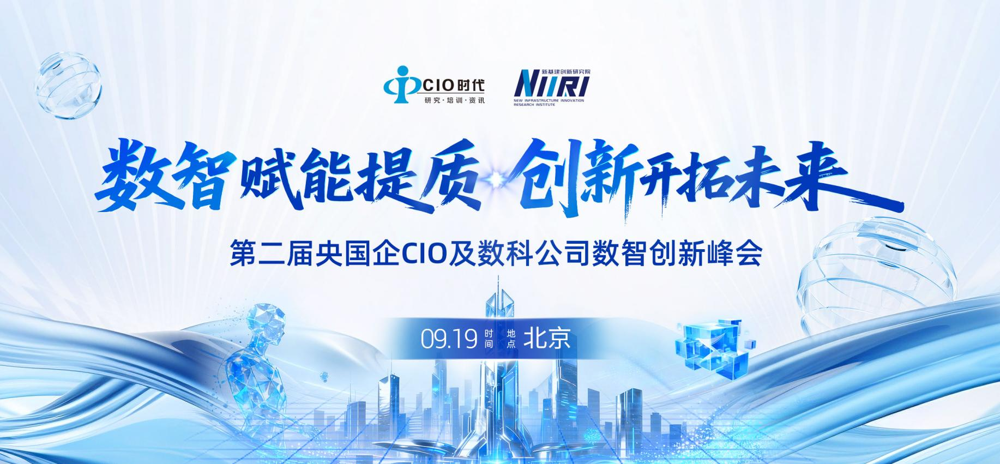 CIO时代
研究·培训·资讯
新基建创新研究院
NIIRI
NEW INFRASTRUCTURE INNOVATION
RESEARCH INSTITUTE
数智赋能提质 创新开拓未来
第二届央国企CIO及数科公司数智创新峰会
09.19 时间 地点 北京